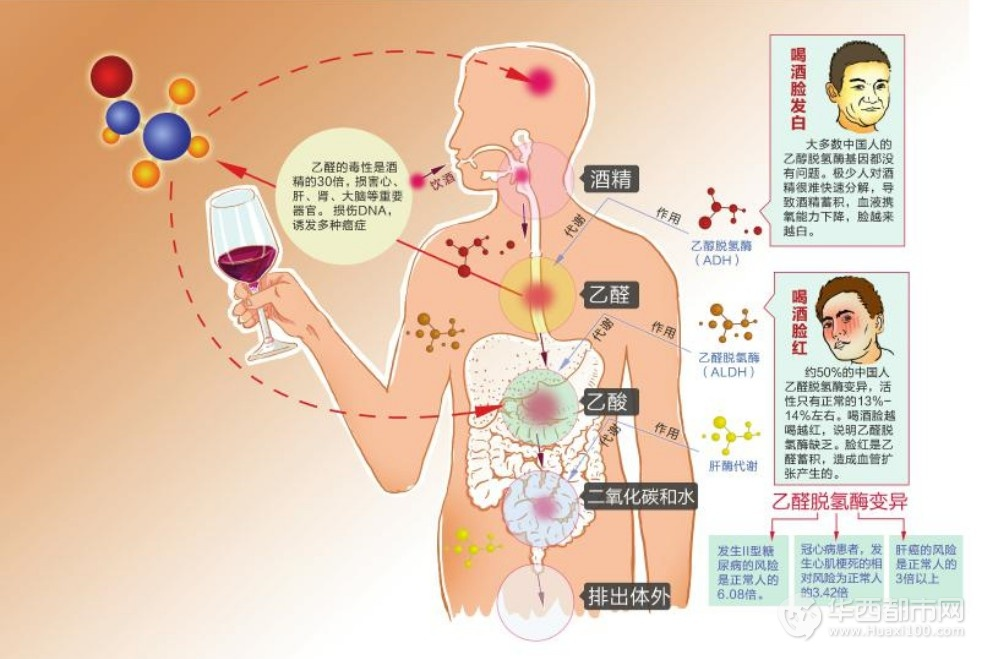 乙醛的毒性是酒
精的30倍，损害心、
肝、肾、大脑等重要
器官。损伤DNA，
诱发多种癌症
饮酒
酒精
代谢
作用
乙醇脱氢酶
（ADH）
乙醛
代谢
作用
乙醛脱氢酶
（ALDH）
乙酸
代谢
作用
肝酶代谢
二氧化碳和水
排出体外
喝酒脸发白
大多数中国人的
乙醇脱氢酶基因都没
有问题。极少人对酒
精很难快速分解，导
致酒精蓄积，血液携
氧能力下降，脸越来
越白。
喝酒脸红
约50%的中国人
乙醛脱氢酶变异，活
性只有正常的13%-
14%左右。喝酒脸越
喝越红，说明乙醛脱
氢酶缺乏。脸红是乙
醛蓄积，造成血管扩
张产生的。
乙醛脱氢酶变异
发生II型糖
尿病的风险
是正常人的
6.08倍。
冠心病患者，发
生心肌梗死的相
对风险为正常人
的3.42倍
肝癌的风险
是正常人的
3倍以上
华西都市网
www.Huaxi100.com